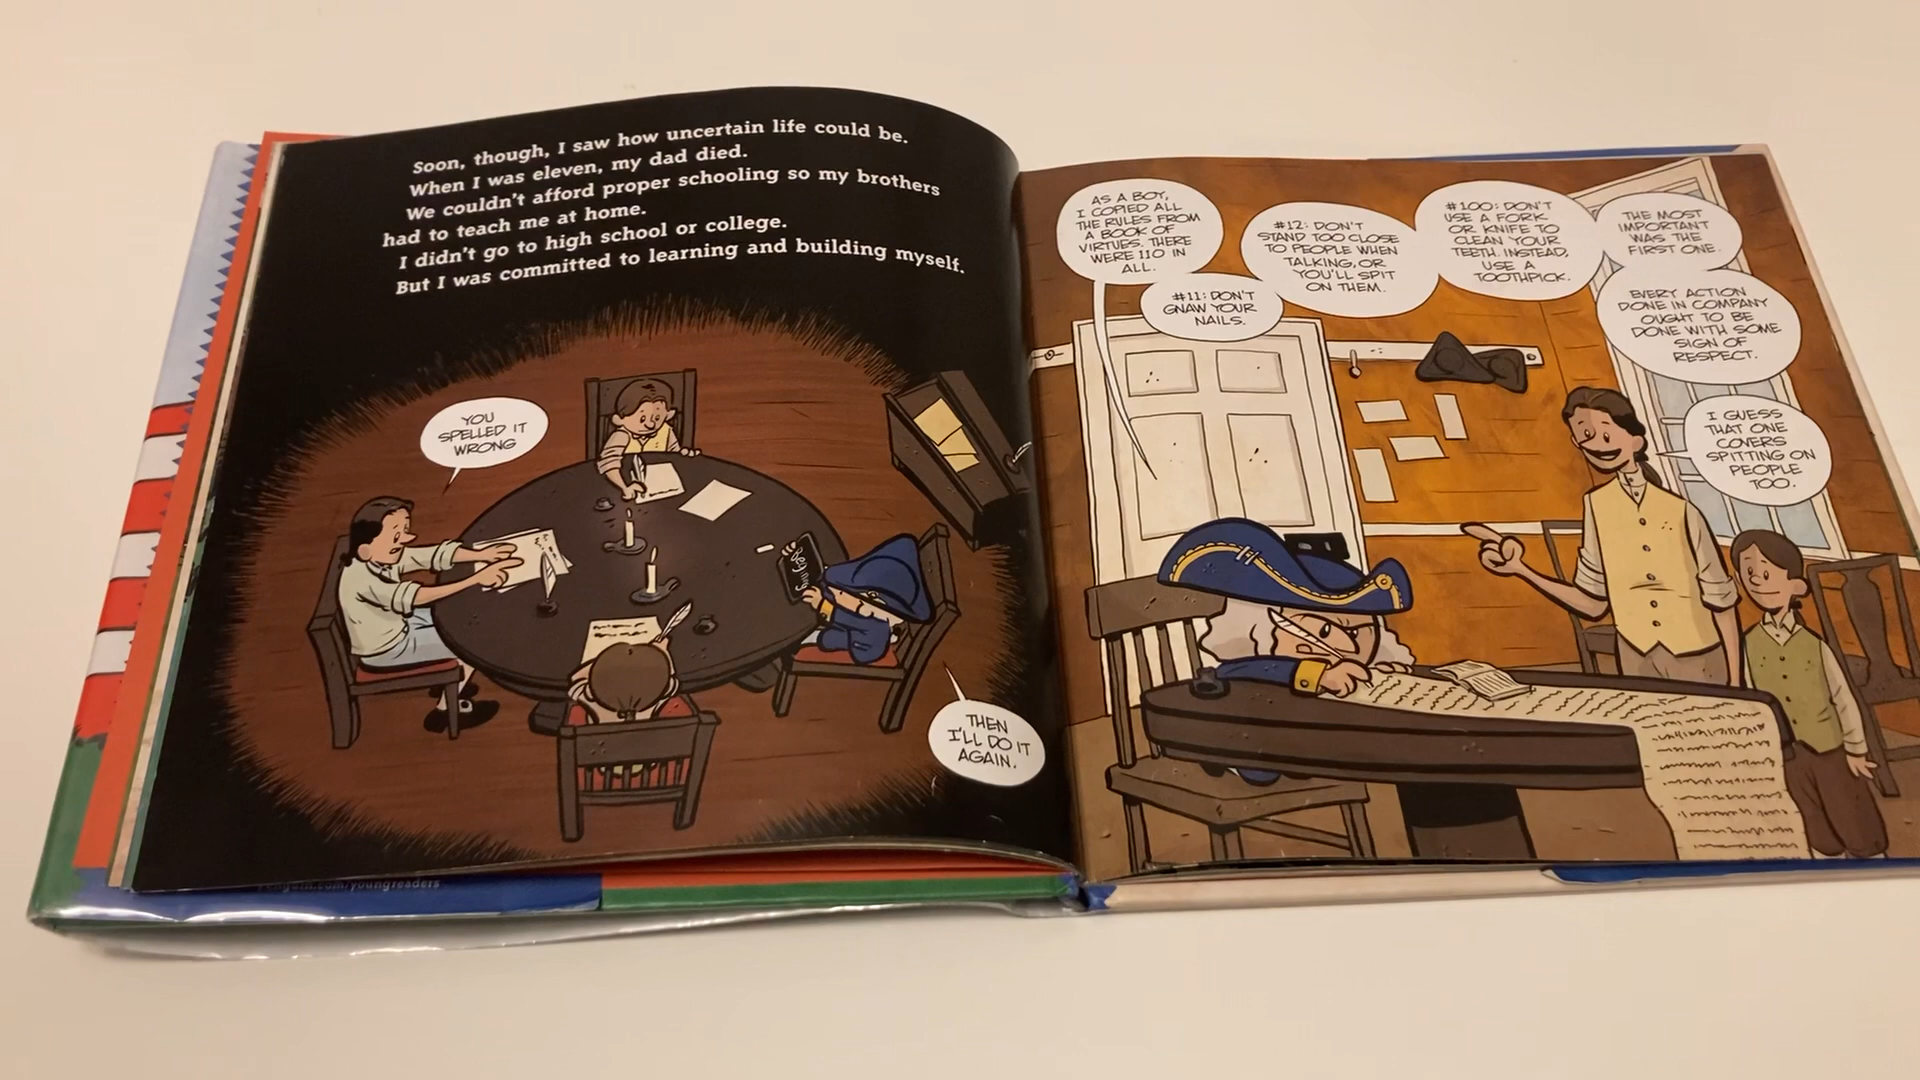 Soon, though, I saw how uncertain life could be.
When I was eleven, my dad died.
We couldn't afford proper schooling so my brothers
had to teach me at home.
I didn't go to high school or college.
But I was committed to learning and building myself.
YOU
SPELLED IT
WRONG
THEN
I'LL DO IT
AGAIN.
AS A BOY,
I COPIED ALL
THE RULES FROM
A BOOK OF
VIRTUES. THERE
WERE 110 IN
ALL.
#11: DON'T
GNAW YOUR
NAILS.
#12: DON'T
STAND TOO CLOSE
TO PEOPLE WHEN
TALKING, OR
YOU'LL SPIT
ON THEM.
#100: DON'T
USE A FORK
OR KNIFE TO
CLEAN YOUR
TEETH. INSTEAD,
USE A
TOOTHPICK.
THE MOST
IMPORTANT
WAS THE
FIRST ONE.
EVERY ACTION
DONE IN COMPANY
OUGHT TO BE
DONE WITH SOME
SIGN OF
RESPECT.
I GUESS
THAT ONE
COVERS
SPITTING ON
PEOPLE
TOO.
penguin.com/youngreaders